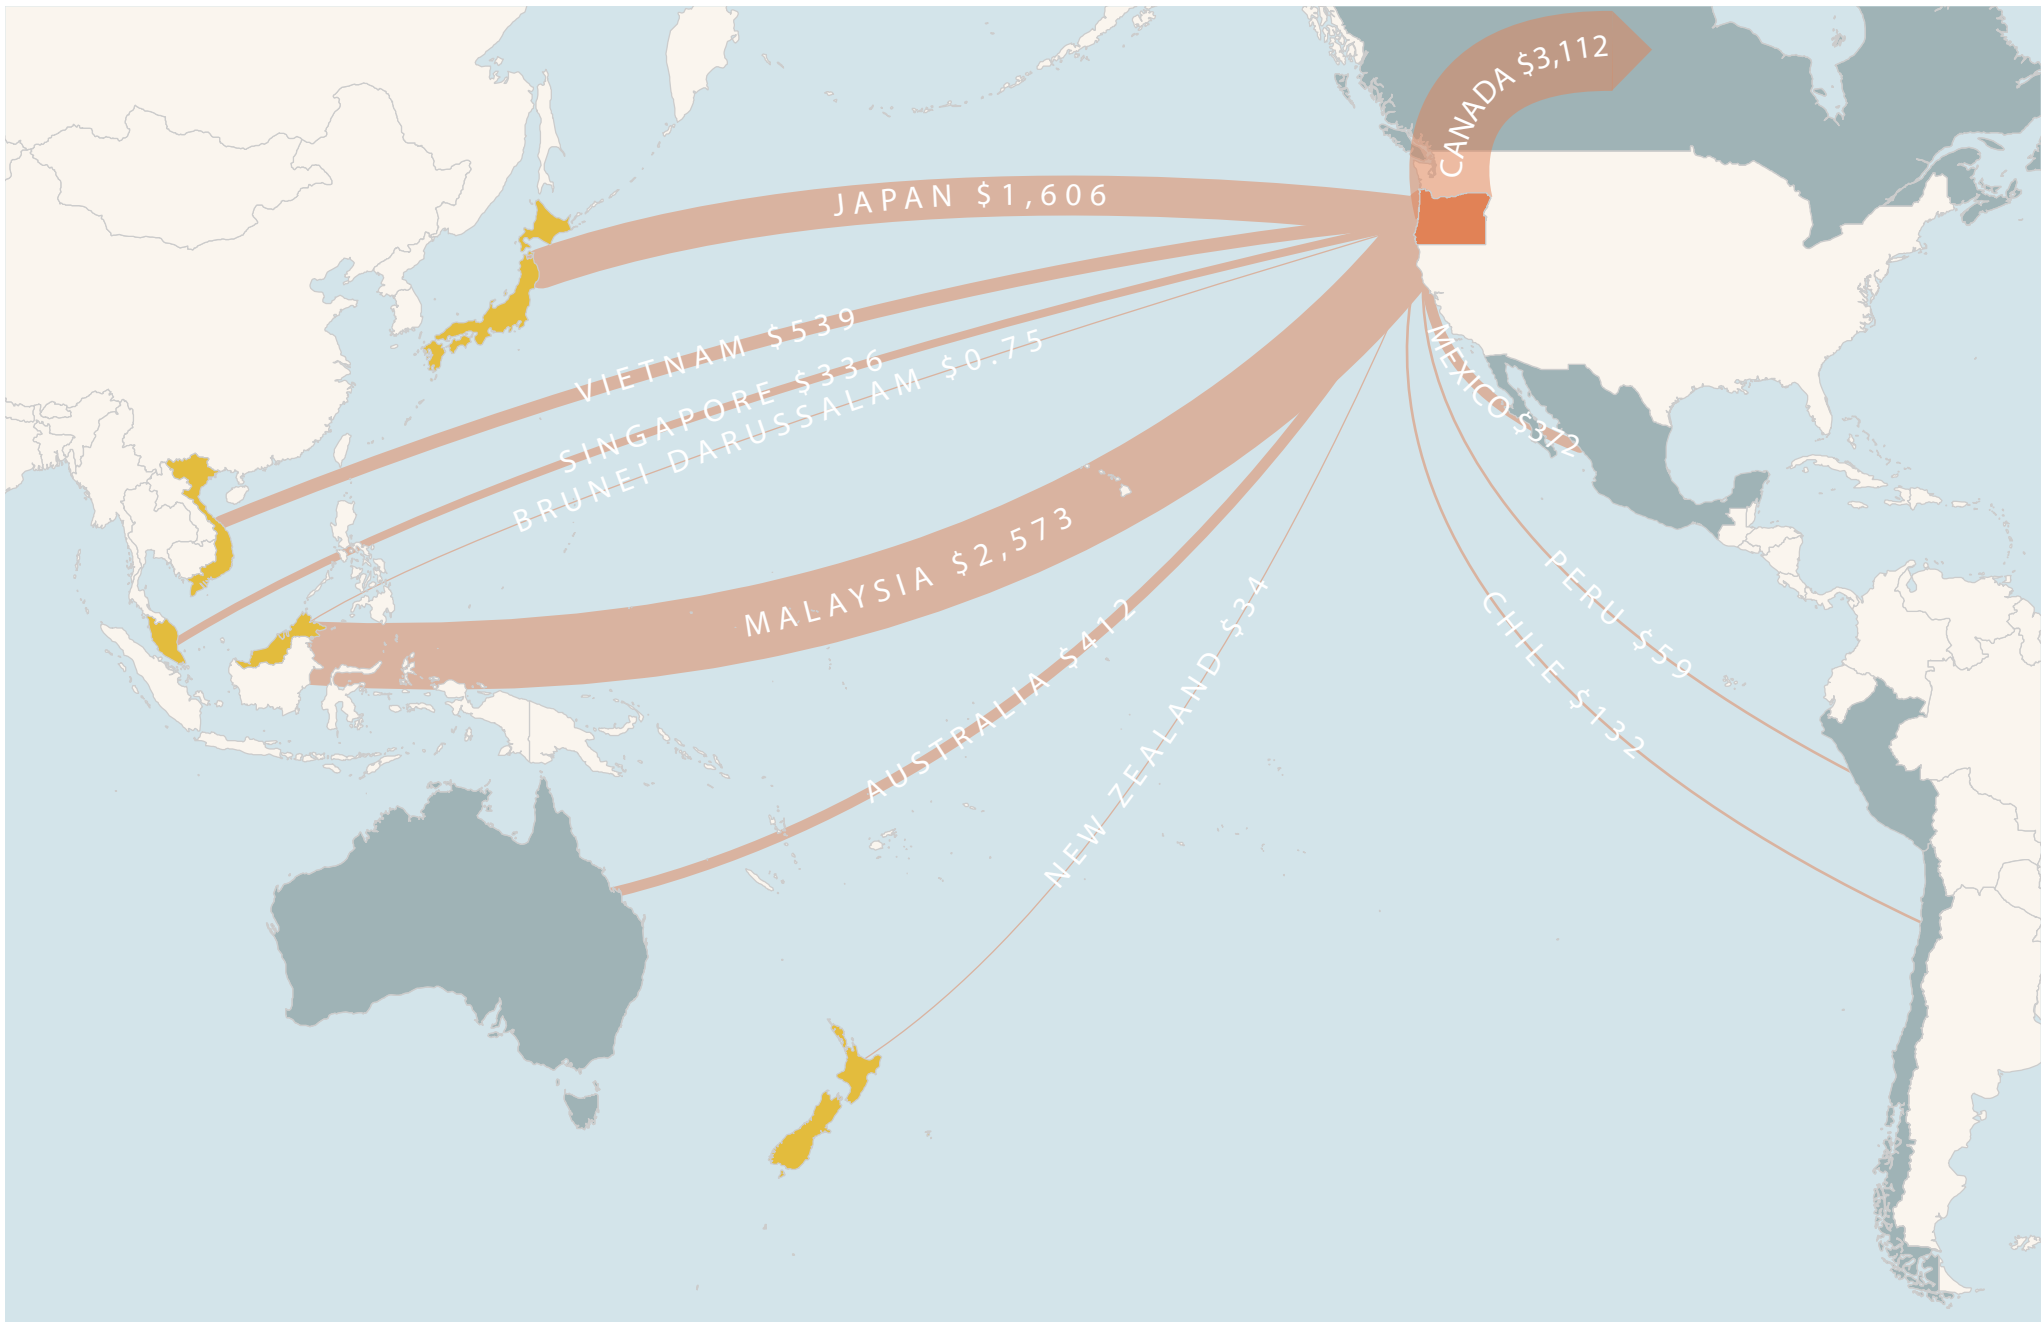 CANADA $3,112
JAPAN $1,606
VIETNAM $539
SINGAPORE $336
BRUNEI DARUSSALAM $0.75
MEXICO $372
MALAYSIA $2,573
AUSTRALIA $412
NEW ZEALAND $34
PERU $59
CHILE $132